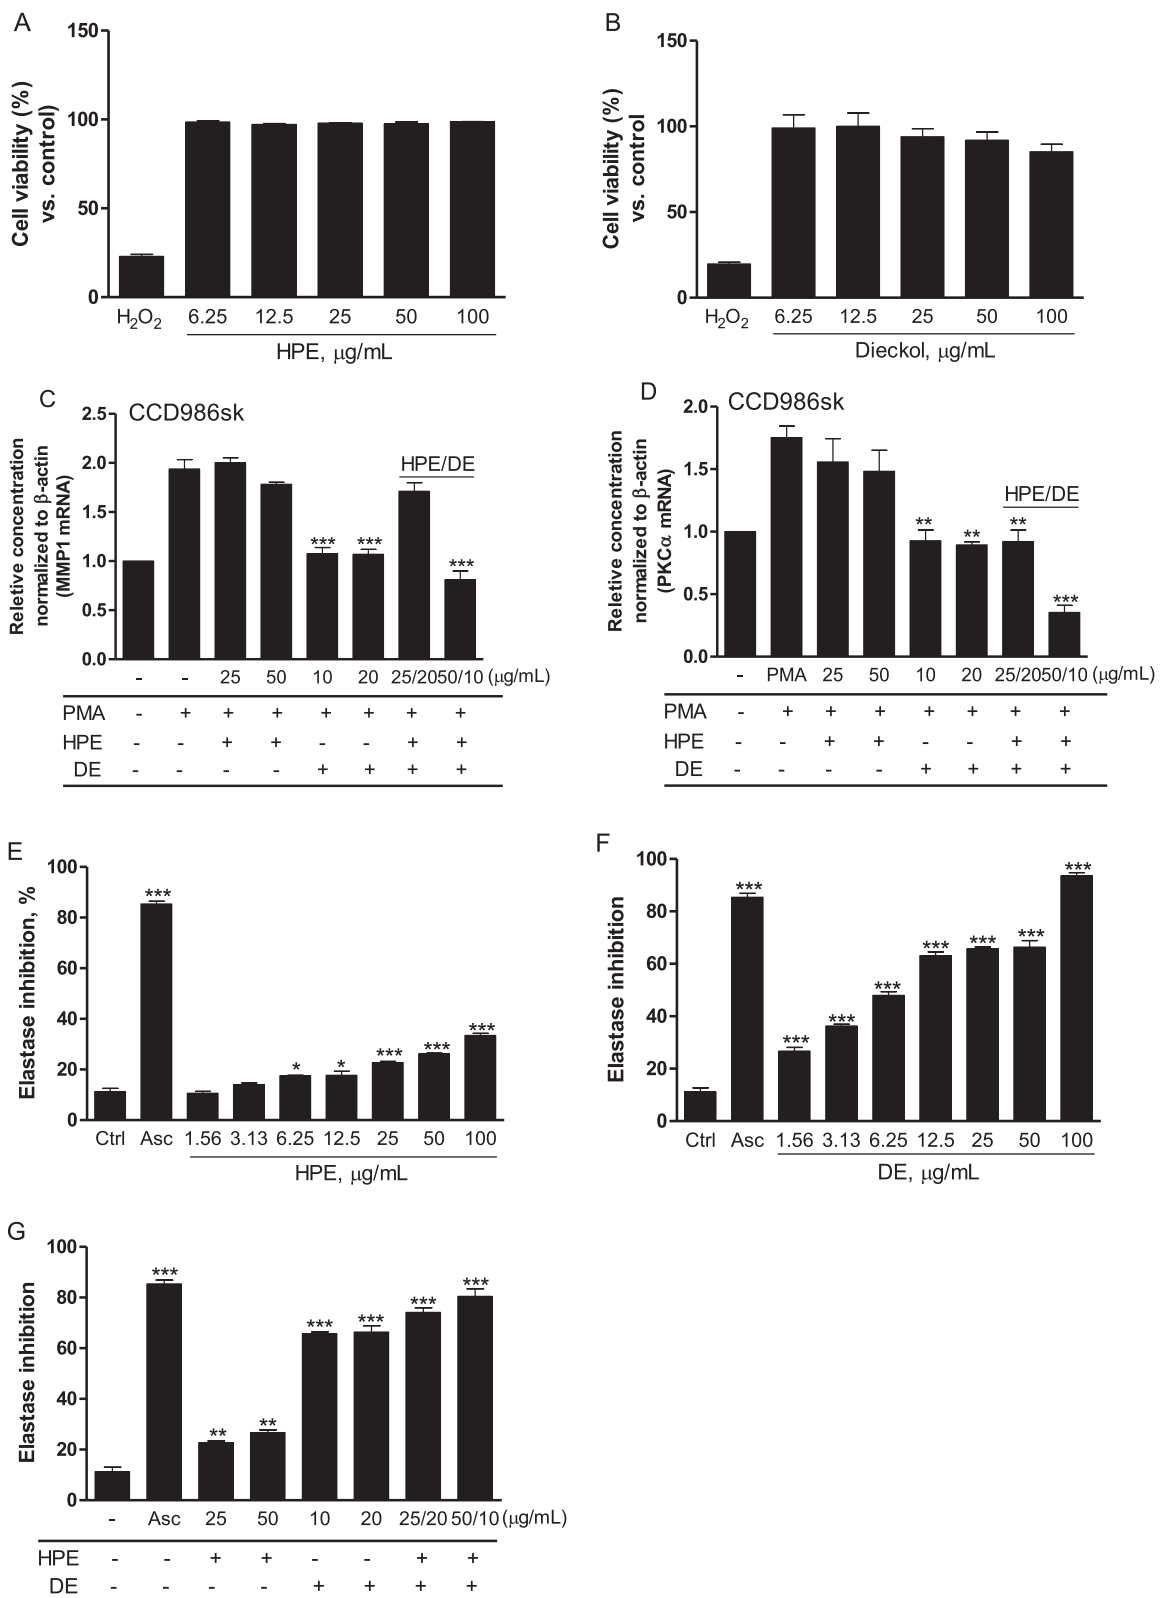 A
150
100
50
0
Cell viability (%)
vs. control)
H₂O₂ 6.25 12.5 25 50 100
HPE, μg/mL
B
150
100
50
0
Cell viability (%)
vs. control
H₂O₂ 6.25 12.5 25 50 100
Dieckol, μg/mL
C
CCD986sk
2.5
2.0
1.5
1.0
0.5
0.0
Reletive concentration
normalized to β-actin
(MMP1 mRNA)
HPE/DE
*** *** ***
- - 25 50 10 20 25/20 50/10 (μg/mL)
PMA - + + + + + + +
HPE - - + + - - + +
DE - - - - + + + +
D
CCD986sk
2.0
1.5
1.0
0.5
0.0
Reletive concentration
normalized to β-actin
(PKCα mRNA)
HPE/DE
** ** ** ***
- PMA 25 50 10 20 25/20 50/10 (μg/mL)
PMA - + + + + + + +
HPE - - + + - - + +
DE - - - - + + + +
E
100
80
60
40
20
0
Elastase inhibition, %
*** * * *** *** ***
Ctrl Asc 1.56 3.13 6.25 12.5 25 50 100
HPE, μg/mL
F
100
80
60
40
20
0
Elastase inhibition
*** *** *** *** *** *** *** ***
Ctrl Asc 1.56 3.13 6.25 12.5 25 50 100
DE, μg/mL
G
100
80
60
40
20
0
Elastase inhibition
*** ** ** *** *** *** ***
- Asc 25 50 10 20 25/20 50/10 (μg/mL)
HPE - - + + - - + +
DE - - - - + + + +